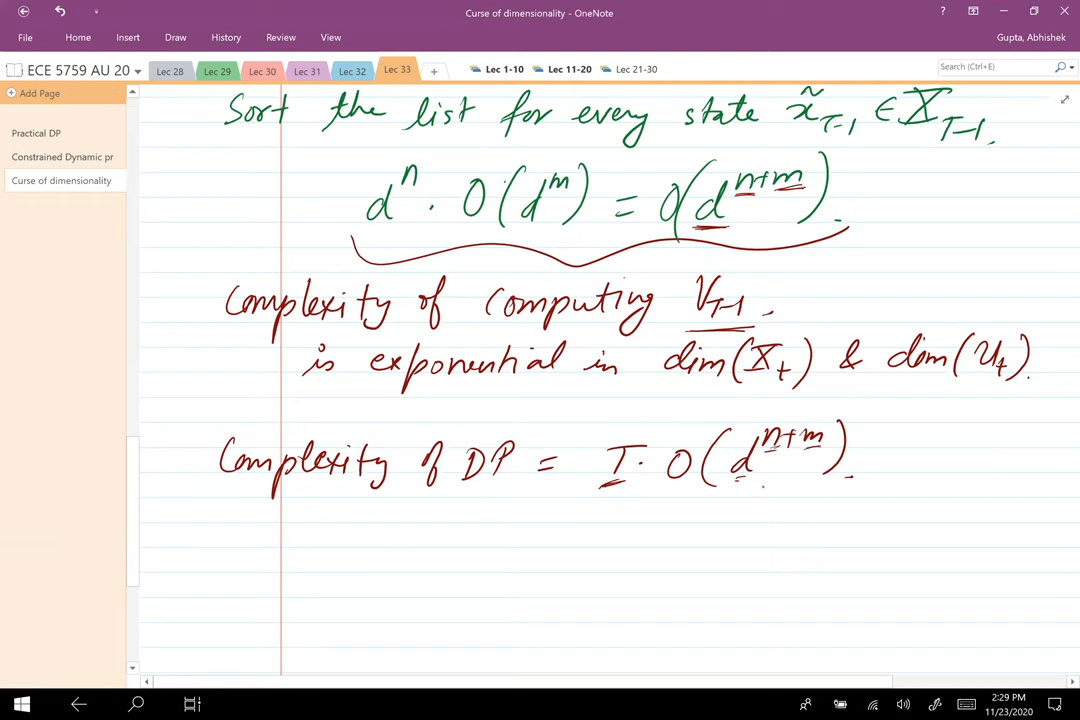 Curse of dimensionality - OneNote
Gupta, Abhishek
File Home Insert Draw History Review View
ECE 5759 AU 20
Lec 28 Lec 29 Lec 30 Lec 31 Lec 32 Lec 33
Lec 1-10 Lec 11-20 Lec 21-30
Search (Ctrl+E)
Add Page
Practical DP
Constrained Dynamic pr
Curse of dimensionality
Sort the list for every state x̃_{T-1} ∈ X_{T-1}.
d^n · O(d^m) = O(d^{n+m}).
Complexity of computing V_{T-1}.
is exponential in dim(X_t) & dim(U_t).
Complexity of DP = T · O(d^{n+m}).
2:29 PM
11/23/2020